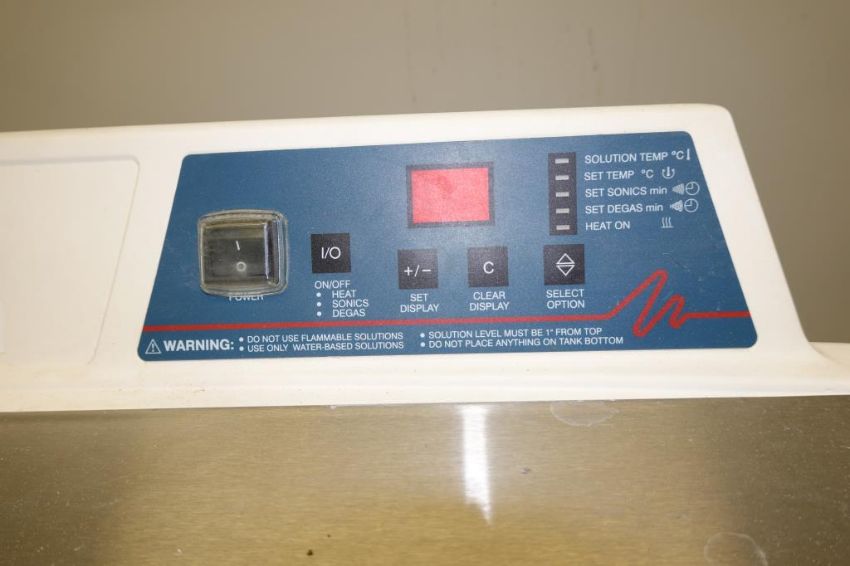 SOLUTION TEMP °C
SET TEMP °C
SET SONICS min
SET DEGAS min
HEAT ON
I
O
POWER
I/O
ON/OFF
• HEAT
• SONICS
• DEGAS
+/−
SET
DISPLAY
C
CLEAR
DISPLAY
SELECT
OPTION
WARNING:
• DO NOT USE FLAMMABLE SOLUTIONS
• USE ONLY WATER-BASED SOLUTIONS
• SOLUTION LEVEL MUST BE 1" FROM TOP
• DO NOT PLACE ANYTHING ON TANK BOTTOM